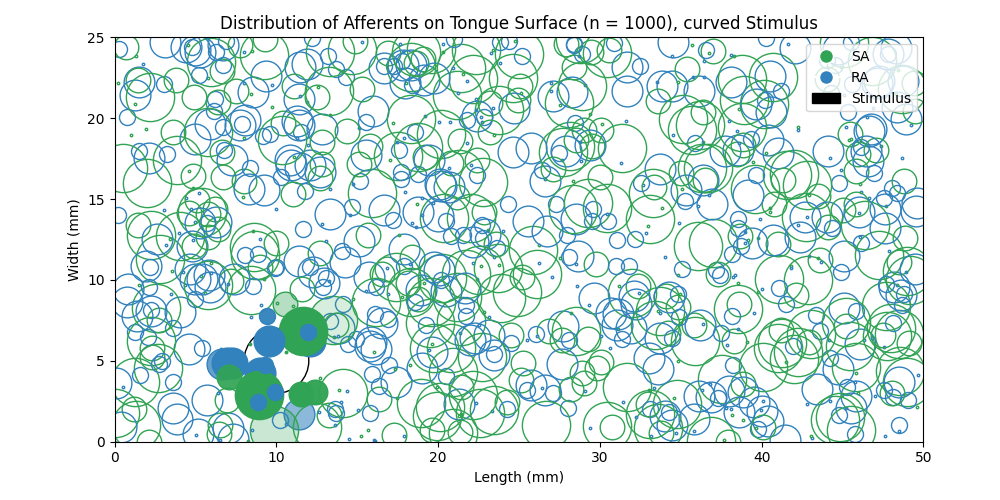 Distribution of Afferents on Tongue Surface (n = 1000), curved Stimulus
SA
RA
Stimulus
25
20
15
10
5
0
Width (mm)
0 10 20 30 40 50
Length (mm)